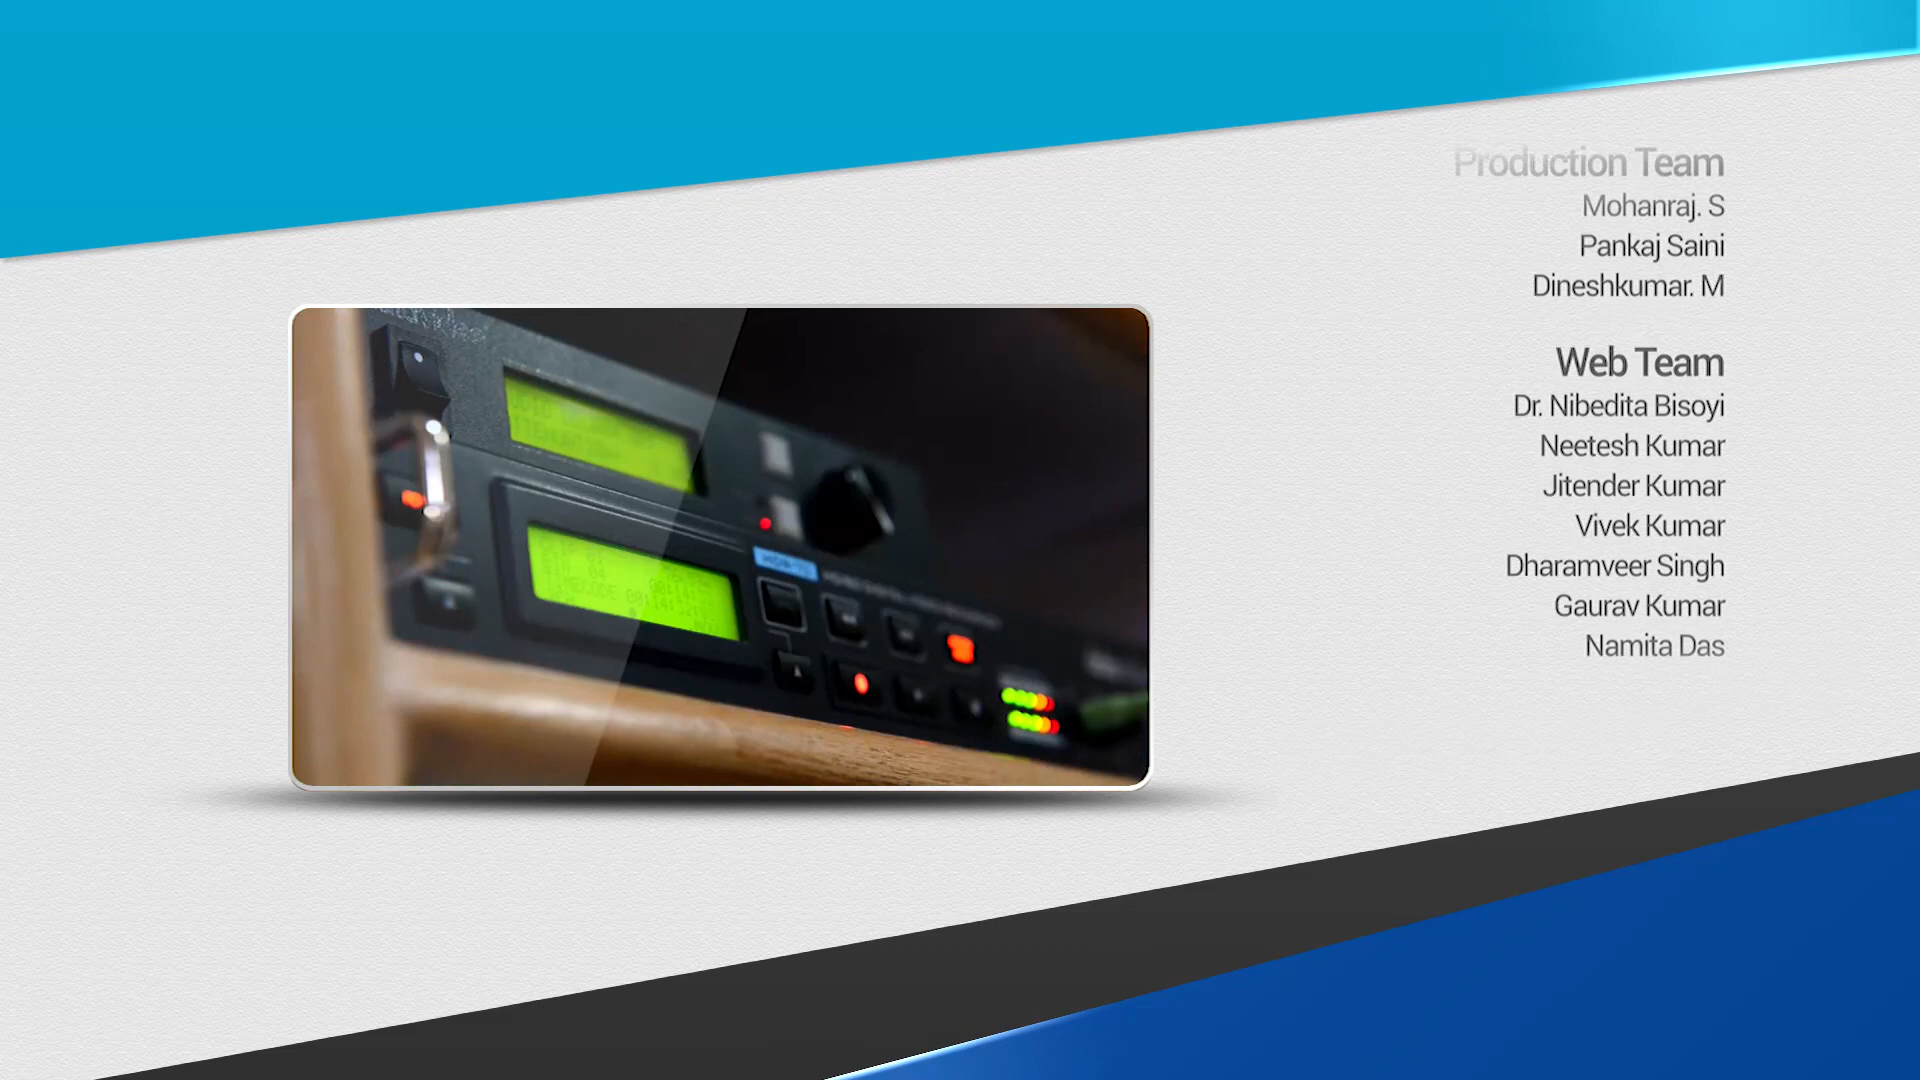 Production Team
Mohanraj. S
Pankaj Saini
Dineshkumar. M
Web Team
Dr. Nibedita Bisoyi
Neetesh Kumar
Jitender Kumar
Vivek Kumar
Dharamveer Singh
Gaurav Kumar
Namita Das